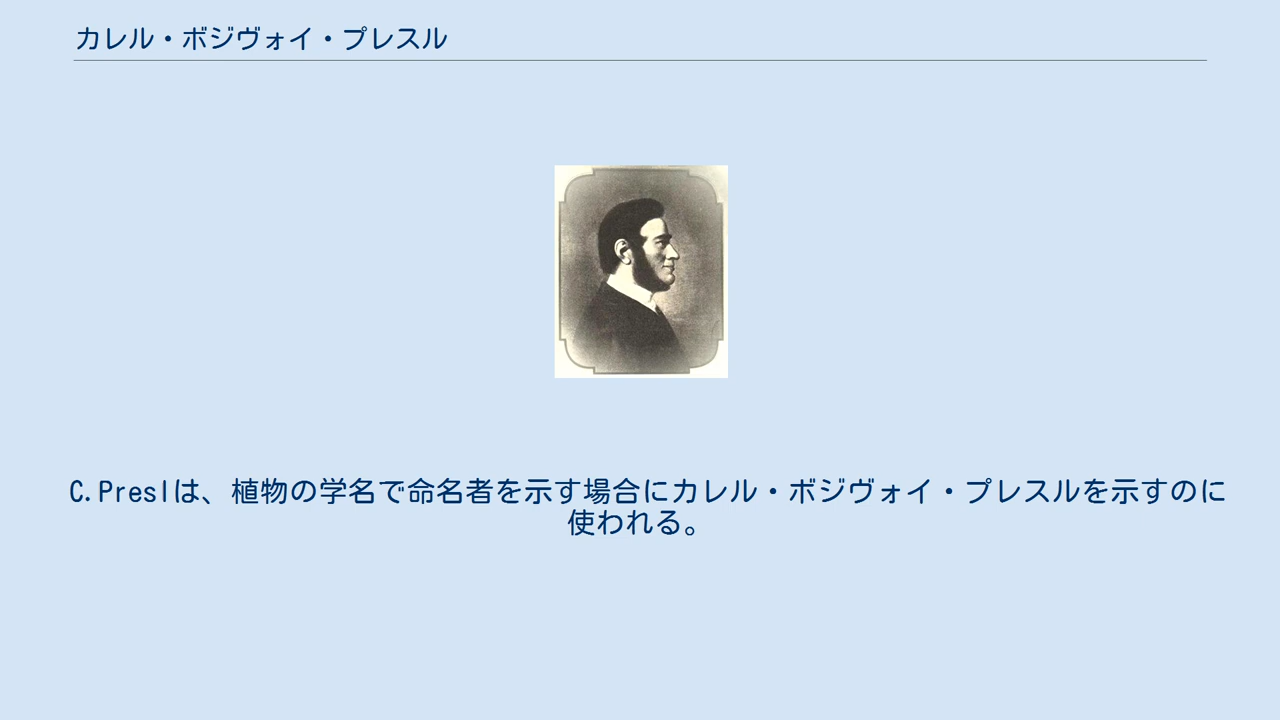 カレル・ボジヴォイ・プレスル
C.Preslは、植物の学名で命名者を示す場合にカレル・ボジヴォイ・プレスルを示すのに
使われる。